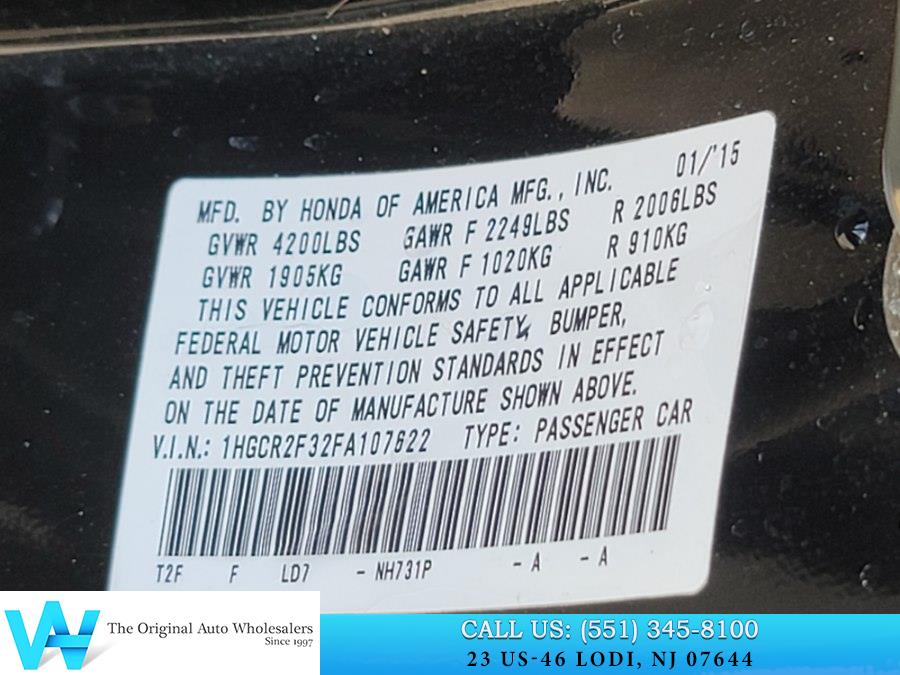 MFD. BY HONDA OF AMERICA MFG., INC. 01/'15
GVWR 4200LBS GAWR F 2249LBS R 2006LBS
GVWR 1905KG GAWR F 1020KG R 910KG
THIS VEHICLE CONFORMS TO ALL APPLICABLE
FEDERAL MOTOR VEHICLE SAFETY, BUMPER,
AND THEFT PREVENTION STANDARDS IN EFFECT
ON THE DATE OF MANUFACTURE SHOWN ABOVE.
V.I.N.: 1HGCR2F32FA107622 TYPE: PASSENGER CAR
T2F F LD7 - NH731P - A - A
The Original Auto Wholesalers
Since 1997
CALL US: (551) 345-8100
23 US-46 LODI, NJ 07644